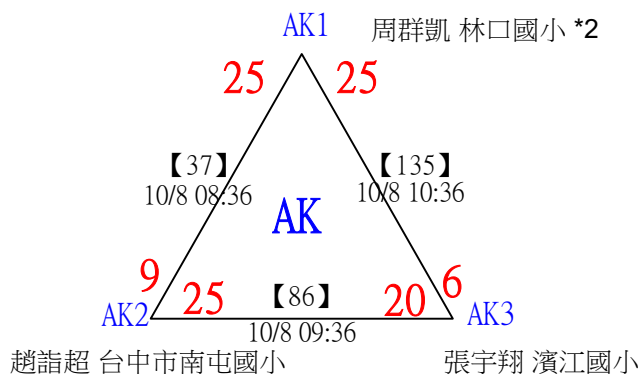 AK1 周群凱 林口國小 *2
25 25
【37】 【135】
10/8 08:36 10/8 10:36
AK
9 25 【86】 20 6
AK2 AK3
10/8 09:36
趙詣超 台中市南屯國小 張宇翔 濱江國小